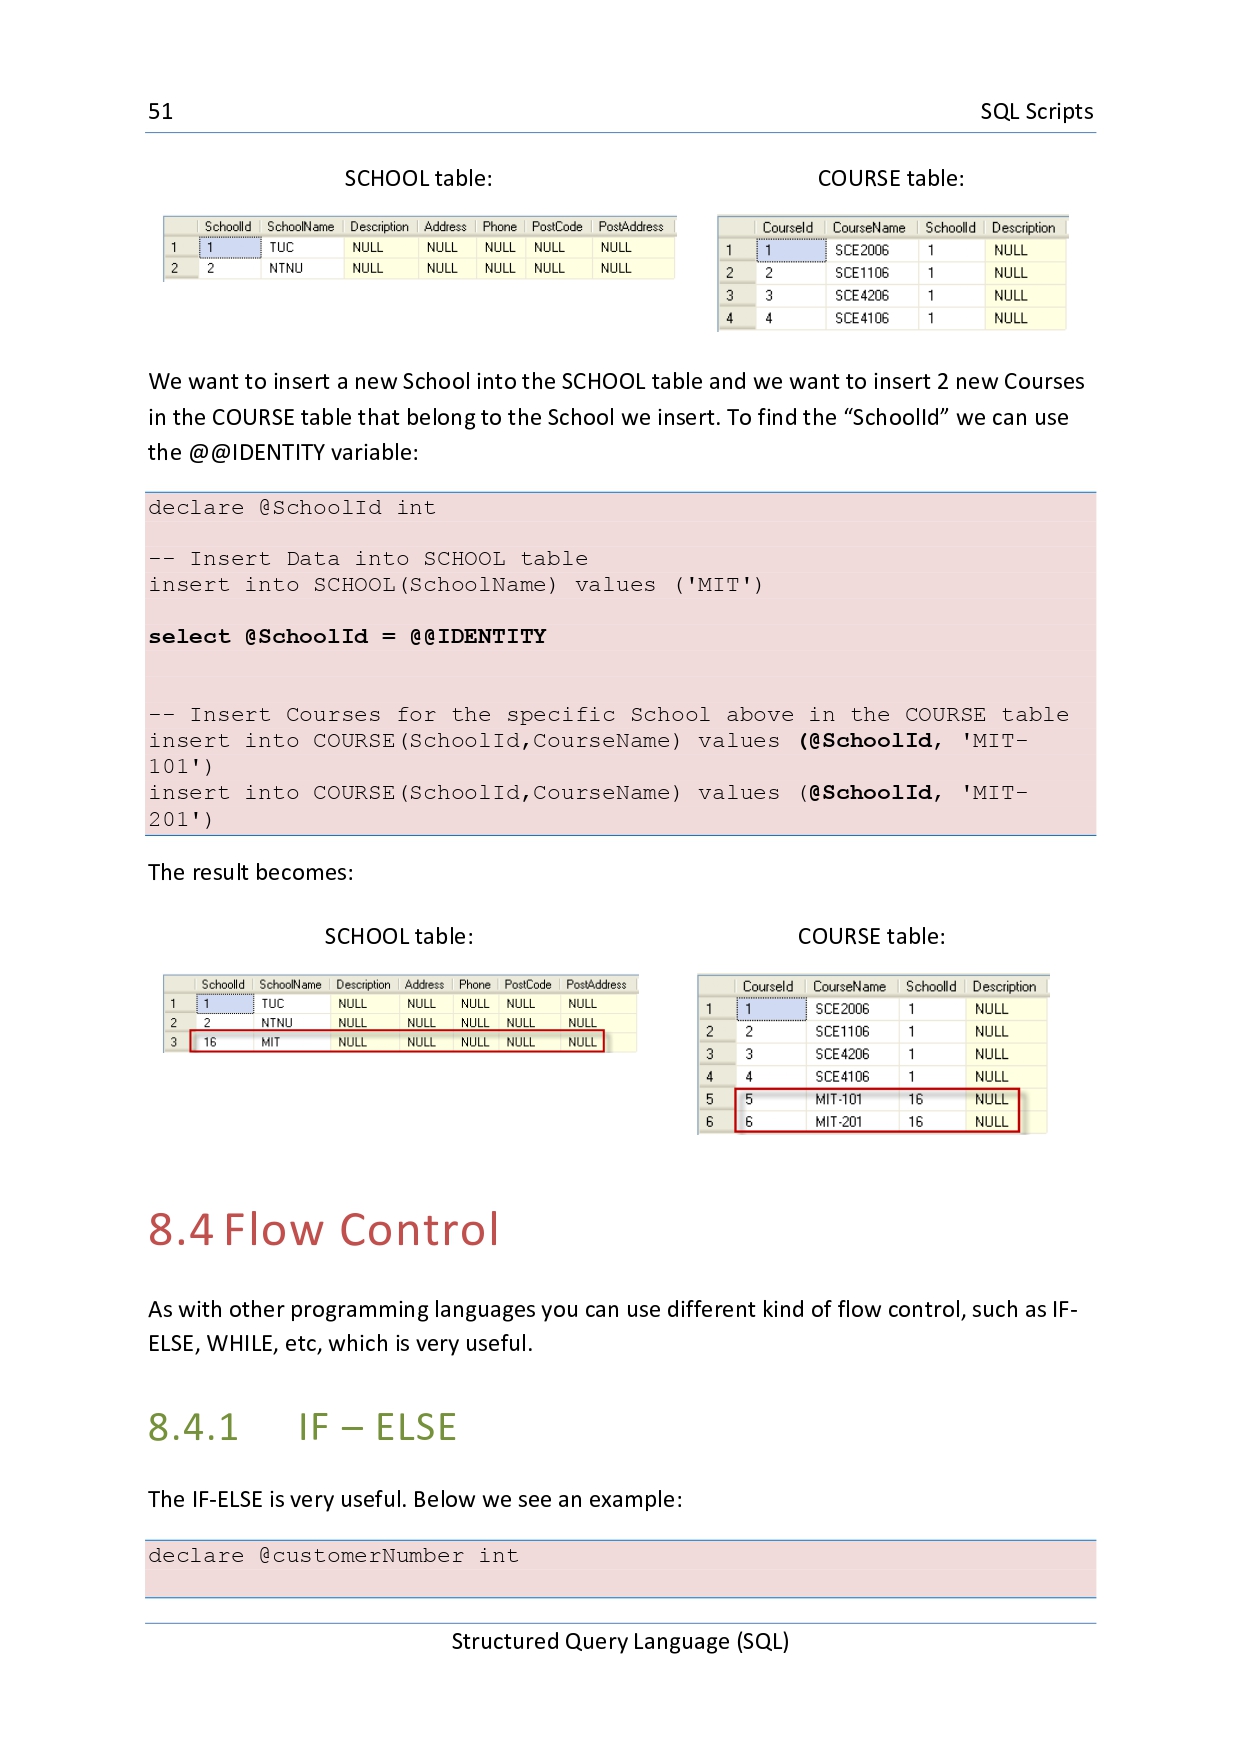 51 SQL Scripts
SCHOOL table: COURSE table:
SchoolId SchoolName Description Address Phone PostCode PostAddress
1 1 TUC NULL NULL NULL NULL NULL
2 2 NTNU NULL NULL NULL NULL NULL
CourseId CourseName SchoolId Description
1 1 SCE2006 1 NULL
2 2 SCE1106 1 NULL
3 3 SCE4206 1 NULL
4 4 SCE4106 1 NULL
We want to insert a new School into the SCHOOL table and we want to insert 2 new Courses
in the COURSE table that belong to the School we insert. To find the “SchoolId” we can use
the @@IDENTITY variable:
declare @SchoolId int
-- Insert Data into SCHOOL table
insert into SCHOOL(SchoolName) values ('MIT')
select @SchoolId = @@IDENTITY
-- Insert Courses for the specific School above in the COURSE table
insert into COURSE(SchoolId,CourseName) values (@SchoolId, 'MIT-
101')
insert into COURSE(SchoolId,CourseName) values (@SchoolId, 'MIT-
201')
The result becomes:
SCHOOL table: COURSE table:
SchoolId SchoolName Description Address Phone PostCode PostAddress
1 1 TUC NULL NULL NULL NULL NULL
2 2 NTNU NULL NULL NULL NULL NULL
3 16 MIT NULL NULL NULL NULL NULL
CourseId CourseName SchoolId Description
1 1 SCE2006 1 NULL
2 2 SCE1106 1 NULL
3 3 SCE4206 1 NULL
4 4 SCE4106 1 NULL
5 5 MIT-101 16 NULL
6 6 MIT-201 16 NULL
8.4 Flow Control
As with other programming languages you can use different kind of flow control, such as IF-
ELSE, WHILE, etc, which is very useful.
8.4.1 IF – ELSE
The IF-ELSE is very useful. Below we see an example:
declare @customerNumber int
Structured Query Language (SQL)